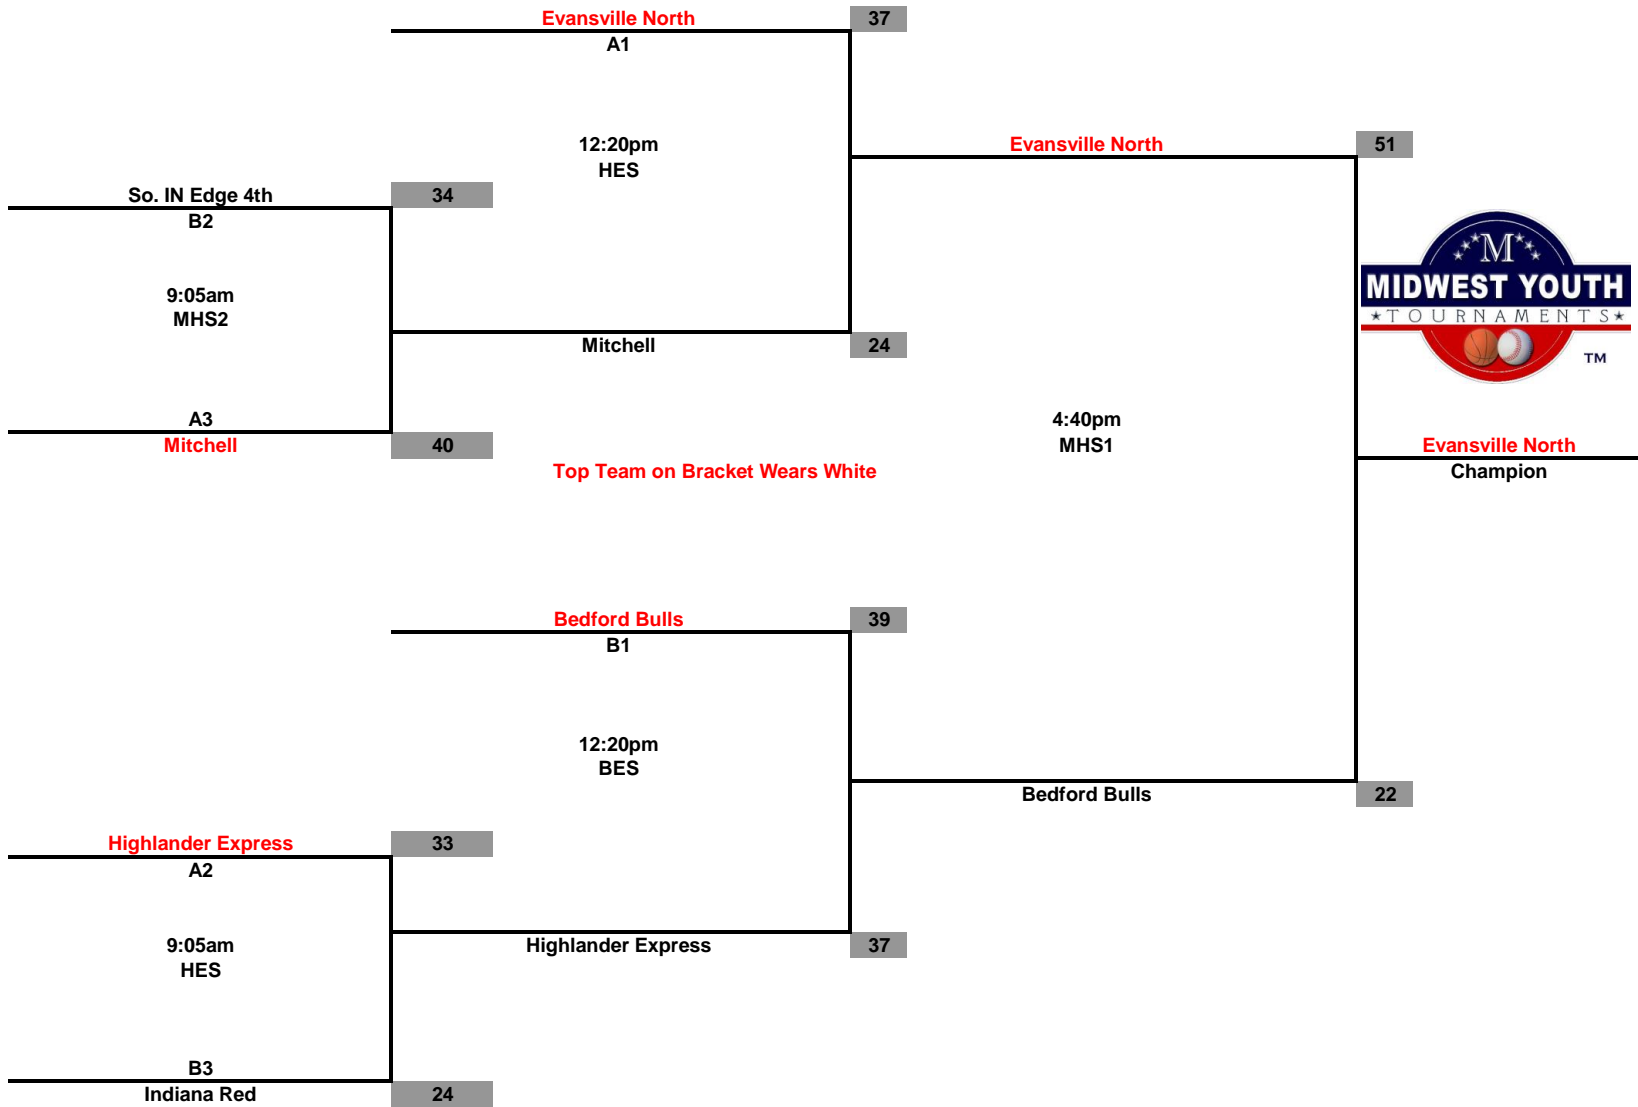 Evansville North 37
A1
12:20pm
HES
Evansville North 51
So. IN Edge 4th 34
B2
9:05am
MHS2
Mitchell 24
A3
Mitchell 40
M
MIDWEST YOUTH
TOURNAMENTS
TM
4:40pm
MHS1
Evansville North
Champion
Top Team on Bracket Wears White
Bedford Bulls 39
B1
12:20pm
BES
Bedford Bulls 22
Highlander Express 33
A2
9:05am
HES
Highlander Express 37
B3
Indiana Red 24